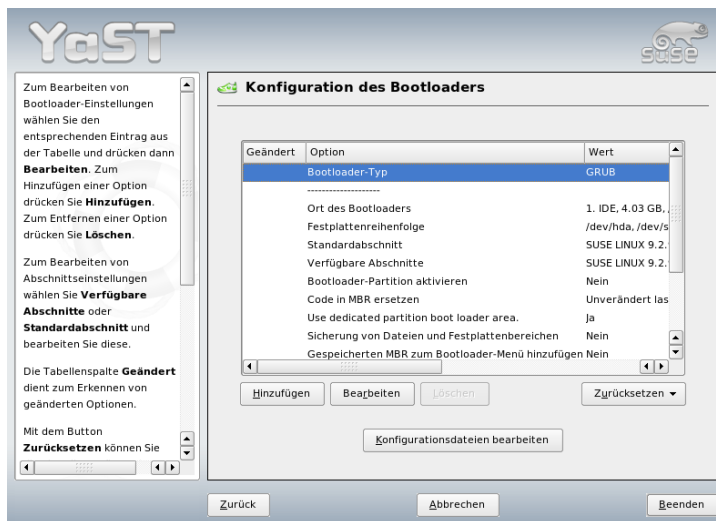 YaST
SUSE
Zum Bearbeiten von
Bootloader-Einstellungen
wählen Sie den
entsprechenden Eintrag aus
der Tabelle und drücken dann
Bearbeiten. Zum
Hinzufügen einer Option
drücken Sie Hinzufügen.
Zum Entfernen einer Option
drücken Sie Löschen.
Zum Bearbeiten von
Abschnittseinstellungen
wählen Sie Verfügbare
Abschnitte oder
Standardabschnitt und
bearbeiten Sie diese.
Die Tabellenspalte Geändert
dient zum Erkennen von
geänderten Optionen.
Mit dem Button
Zurücksetzen können Sie
Konfiguration des Bootloaders
Geändert Option Wert
Bootloader-Typ GRUB
--------------------
Ort des Bootloaders 1. IDE, 4.03 GB,
Festplattenreihenfolge /dev/hda, /dev/s
Standardabschnitt SUSE LINUX 9.2.
Verfügbare Abschnitte SUSE LINUX 9.2.
Bootloader-Partition aktivieren Nein
Code in MBR ersetzen Unverändert las
Use dedicated partition boot loader area. Ja
Sicherung von Dateien und Festplattenbereichen Nein
Gespeicherten MBR zum Bootloader-Menü hinzufügen Nein
Hinzufügen Bearbeiten Löschen Zurücksetzen
Konfigurationsdateien bearbeiten
Zurück Abbrechen Beenden